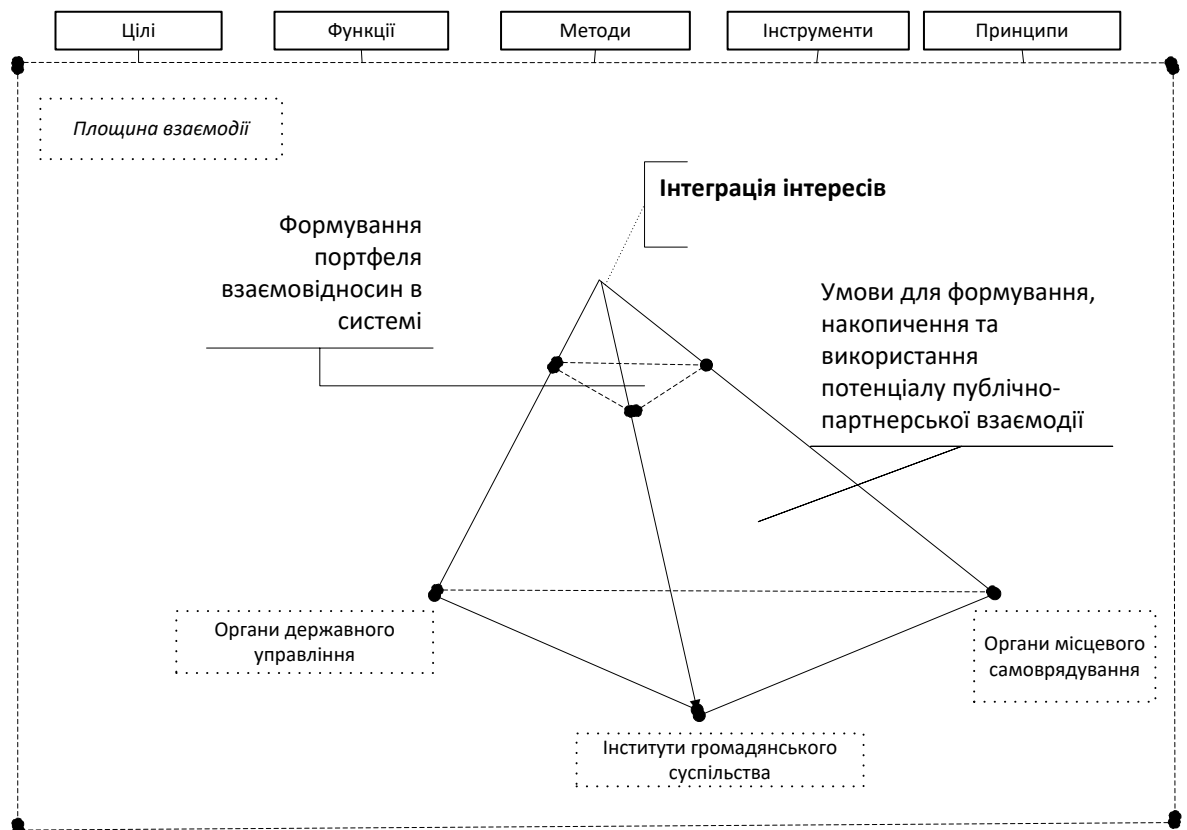 Цілі
Функції
Методи
Інструменти
Принципи
Площина взаємодії
Інтеграція інтересів
Формування
портфеля
взаємовідносин в
системі
Умови для формування,
накопичення та
використання
потенціалу публічно-
партнерської взаємодії
Органи державного
управління
Органи місцевого
самоврядування
Інститути громадянського
суспільства